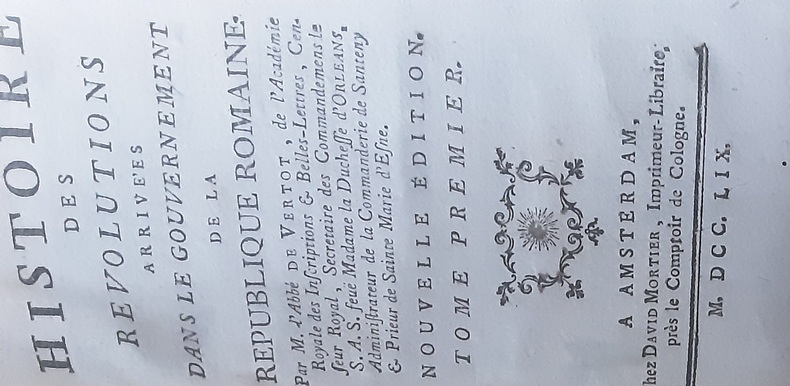 HISTOIRE
DES
REVOLUTIONS
ARRIVE'ES
DANS LE GOUVERNEMENT
DE LA
REPUBLIQUE ROMAINE.
Par M. l'Abbé DE VERTOT, de l'Académie
Royale des Inſcriptions & Belles-Lettres, Cen-
ſeur Royal, Secretaire des Commandemens de
S. A. S. feuë Madame la Ducheſſe d'ORLEANS,
Adminiſtrateur de la Commanderie de Santeny
& Prieur de Sainte Marie d'Eſne.
NOUVELLE ÉDITION.
TOME PREMIER.
A AMSTERDAM,
hez DAVID MORTIER, Imprimeur-Libraire,
près le Comptoir de Cologne.
M. DCC. LIX.